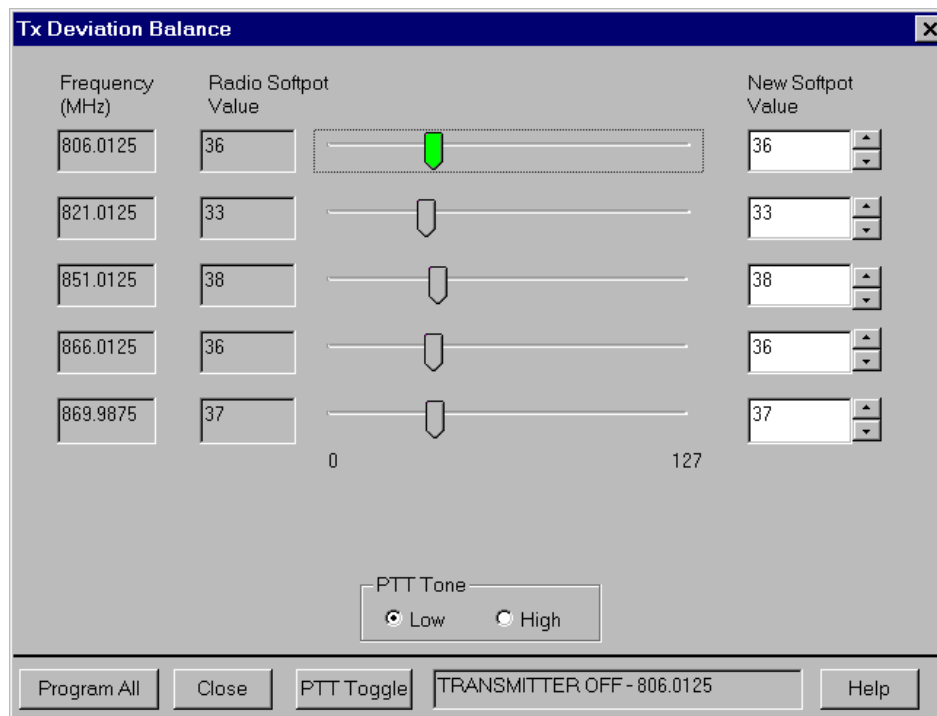 Tx Deviation Balance
Frequency (MHz)
Radio Softpot Value
New Softpot Value
806.0125 36 36
821.0125 33 33
851.0125 38 38
866.0125 36 36
869.9875 37 37
0 127
PTT Tone
Low High
Program All Close PTT Toggle TRANSMITTER OFF - 806.0125 Help